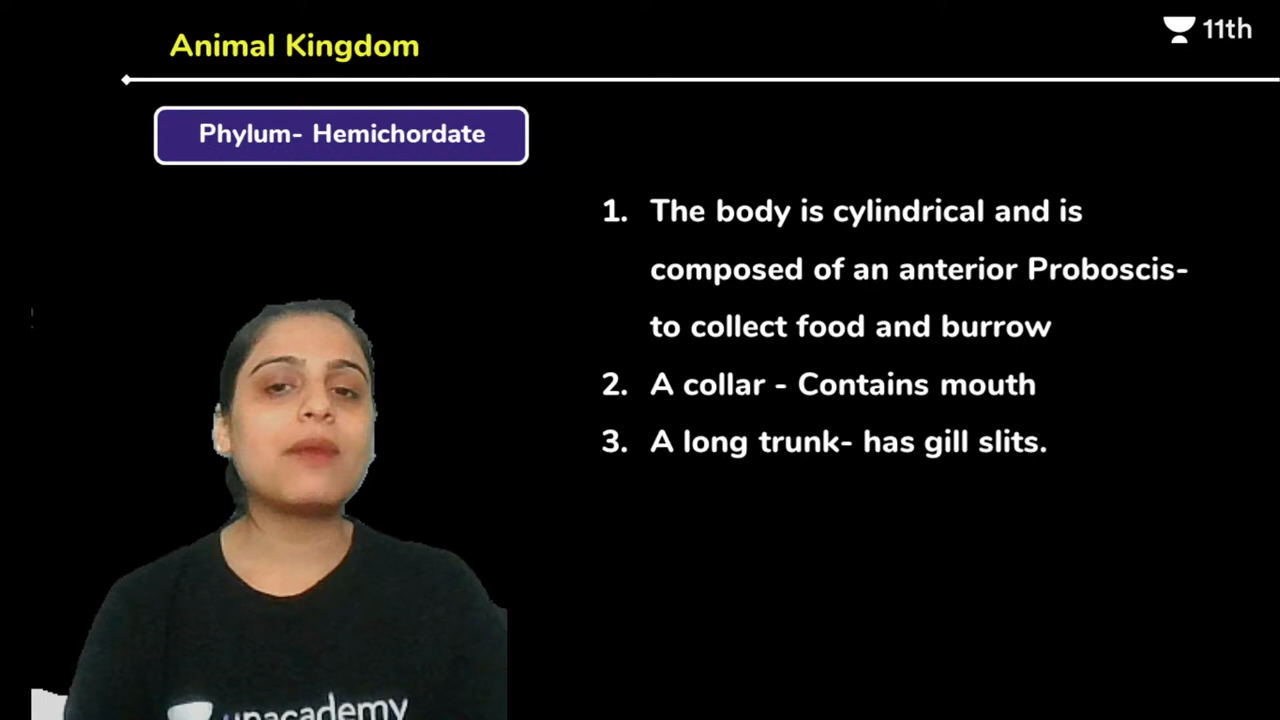 Animal Kingdom
11th
Phylum- Hemichordate
1. The body is cylindrical and is
composed of an anterior Proboscis-
to collect food and burrow
2. A collar - Contains mouth
3. A long trunk- has gill slits.
unacademy